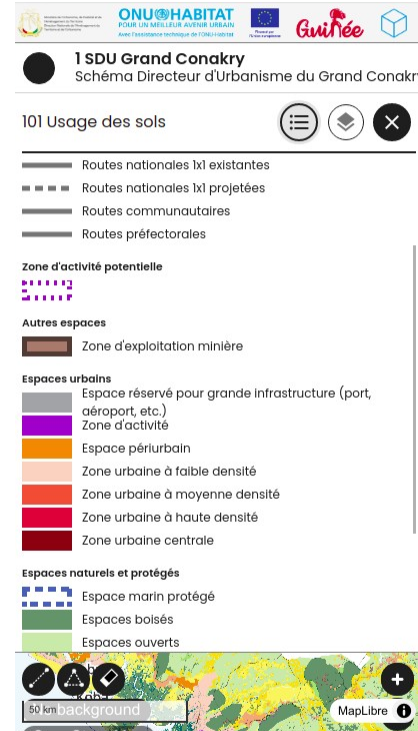 ONU HABITAT
POUR UN MEILLEUR AVENIR URBAIN
Avec l'assistance technique de l'ONU-Habitat
Guinée
1 SDU Grand Conakry
Schéma Directeur d'Urbanisme du Grand Conakr
101 Usage des sols
Routes nationales 1x1 existantes
Routes nationales 1x1 projetées
Routes communautaires
Routes préfectorales
Zone d'activité potentielle
Autres espaces
Zone d'exploitation minière
Espaces urbains
Espace réservé pour grande infrastructure (port,
aéroport, etc.)
Zone d'activité
Espace périurbain
Zone urbaine à faible densité
Zone urbaine à moyenne densité
Zone urbaine à haute densité
Zone urbaine centrale
Espaces naturels et protégés
Espace marin protégé
Espaces boisés
Espaces ouverts
50 km
background
MapLibre